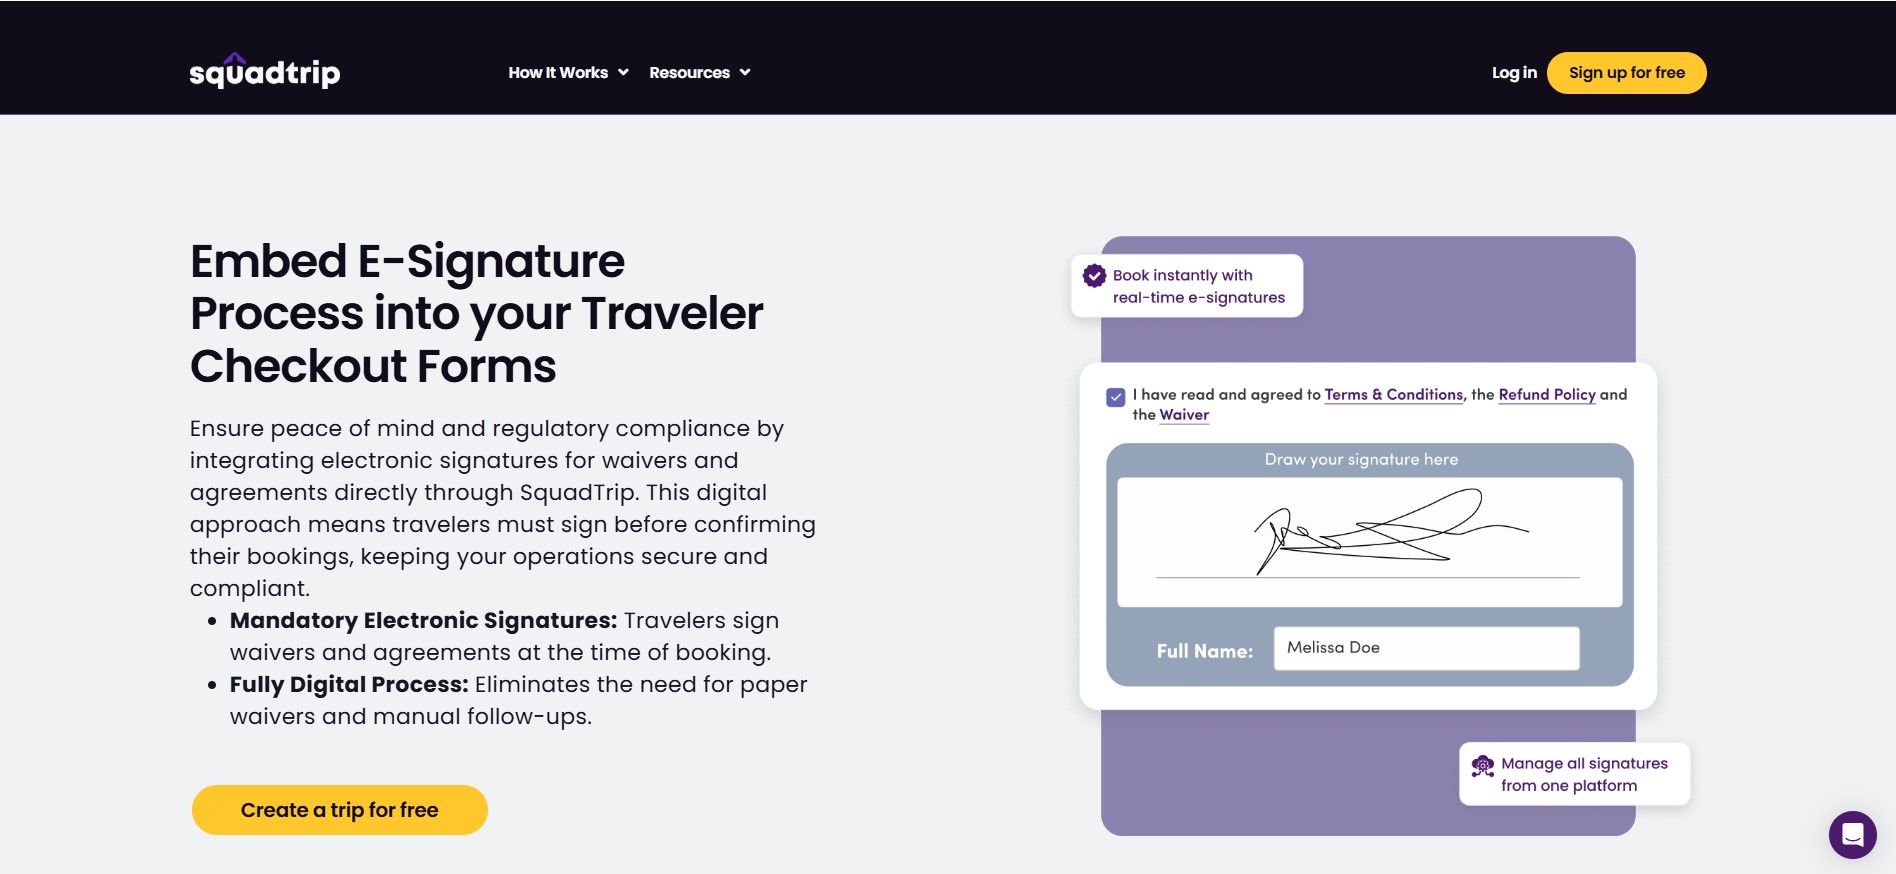 squadtrip
How It Works
Resources
Log in
Sign up for free
Embed E-Signature
Process into your Traveler
Checkout Forms
Ensure peace of mind and regulatory compliance by
integrating electronic signatures for waivers and
agreements directly through SquadTrip. This digital
approach means travelers must sign before confirming
their bookings, keeping your operations secure and
compliant.
Mandatory Electronic Signatures: Travelers sign
waivers and agreements at the time of booking.
Fully Digital Process: Eliminates the need for paper
waivers and manual follow-ups.
Create a trip for free
Book instantly with
real-time e-signatures
I have read and agreed to Terms & Conditions, the Refund Policy and
the Waiver
Draw your signature here
Full Name:
Melissa Doe
Manage all signatures
from one platform